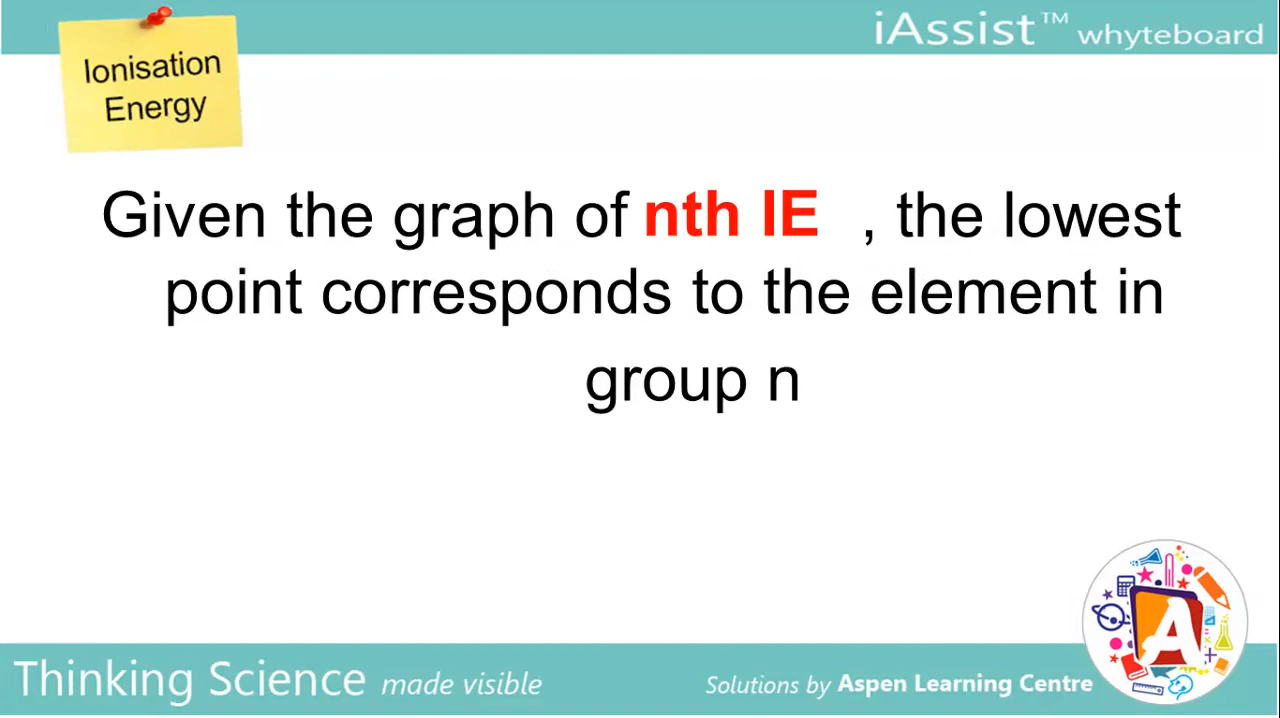 iAssist™ whyteboard
Ionisation
Energy
Given the graph of nth IE , the lowest
point corresponds to the element in
group n
A
Thinking Science made visible
Solutions by Aspen Learning Centre